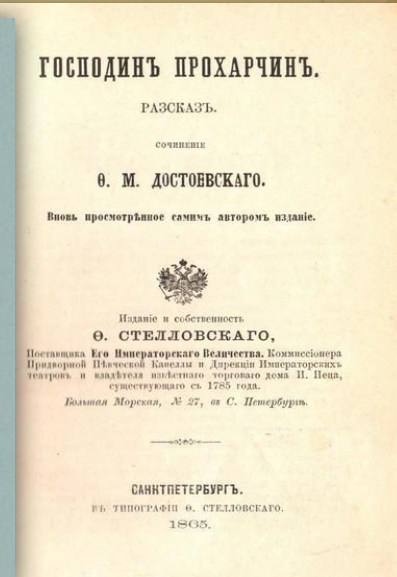 ГОСПОДИНЪ ПРОХАРЧИНЪ.
РАЗСКАЗЪ.
СОЧИНЕНІЕ
Ѳ. М. ДОСТОЕВСКАГО.
Вновь просмотрѣнное самимъ авторомъ изданіе.
Изданіе и собственность
Ѳ. СТЕЛЛОВСКАГО,
Поставщика Его Императорскаго Величества. Коммиссіонера
Придворной Пѣвческой Капеллы и Дирекціи Императорскихъ
театровъ и владѣтеля извѣстнаго торговаго дома И. Пеца,
существующаго съ 1785 года.
Большая Морская, № 27, въ С. Петербургѣ.
САНКТПЕТЕРБУРГЪ.
ВЪ ТИПОГРАФІИ Ѳ. СТЕЛЛОВСКАГО.
1865.